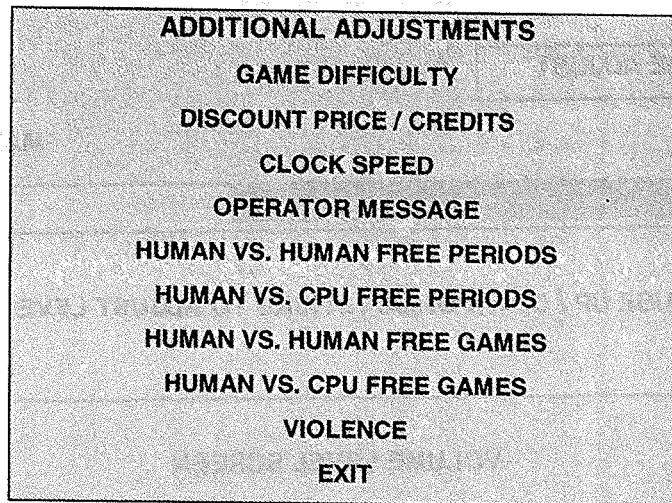 ADDITIONAL ADJUSTMENTS
GAME DIFFICULTY
DISCOUNT PRICE / CREDITS
CLOCK SPEED
OPERATOR MESSAGE
HUMAN VS. HUMAN FREE PERIODS
HUMAN VS. CPU FREE PERIODS
HUMAN VS. HUMAN FREE GAMES
HUMAN VS. CPU FREE GAMES
VIOLENCE
EXIT